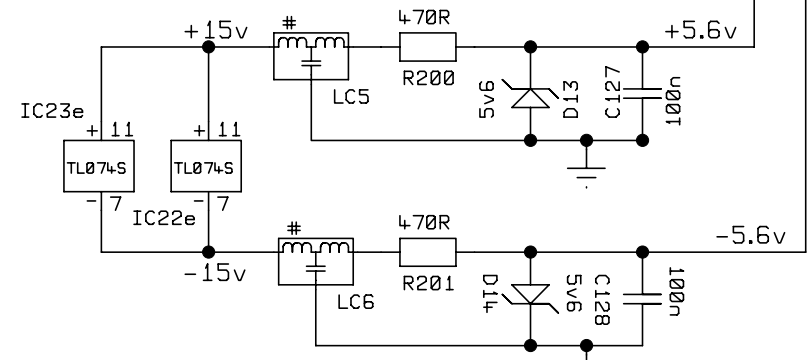 +15v
#
470R
+5.6v
LC5
R200
5v6
D13
C127
100n
IC23e
+ 11
+ 11
TL074S
TL074S
- 7
- 7
IC22e
#
470R
-5.6v
-15v
LC6
R201
D14
5v6
C128
100n